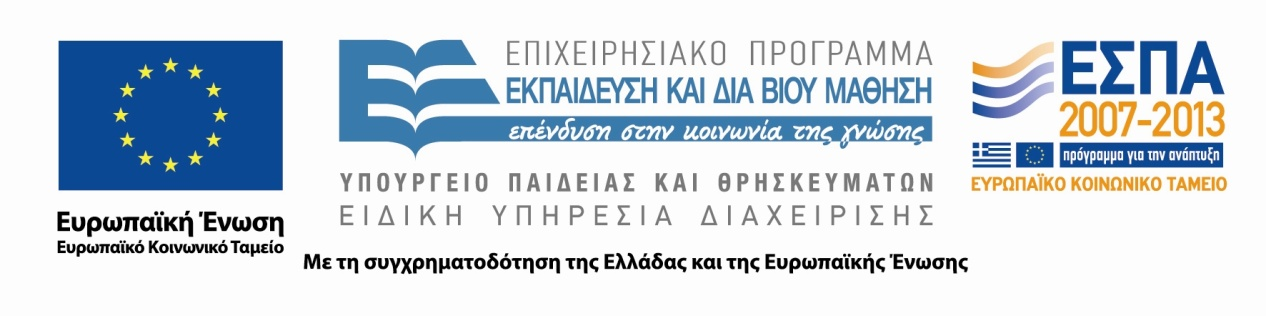 Ευρωπαϊκή Ένωση
Ευρωπαϊκό Κοινωνικό Ταμείο
ΕΠΙΧΕΙΡΗΣΙΑΚΟ ΠΡΟΓΡΑΜΜΑ
ΕΚΠΑΙΔΕΥΣΗ ΚΑΙ ΔΙΑ ΒΙΟΥ ΜΑΘΗΣΗ
επένδυση στην κοινωνία της γνώσης
ΥΠΟΥΡΓΕΙΟ ΠΑΙΔΕΙΑΣ ΚΑΙ ΘΡΗΣΚΕΥΜΑΤΩΝ
ΕΙΔΙΚΗ ΥΠΗΡΕΣΙΑ ΔΙΑΧΕΙΡΙΣΗΣ
ΕΣΠΑ
2007-2013
πρόγραμμα για την ανάπτυξη
ΕΥΡΩΠΑΪΚΟ ΚΟΙΝΩΝΙΚΟ ΤΑΜΕΙΟ
Με τη συγχρηματοδότηση της Ελλάδας και της Ευρωπαϊκής Ένωσης